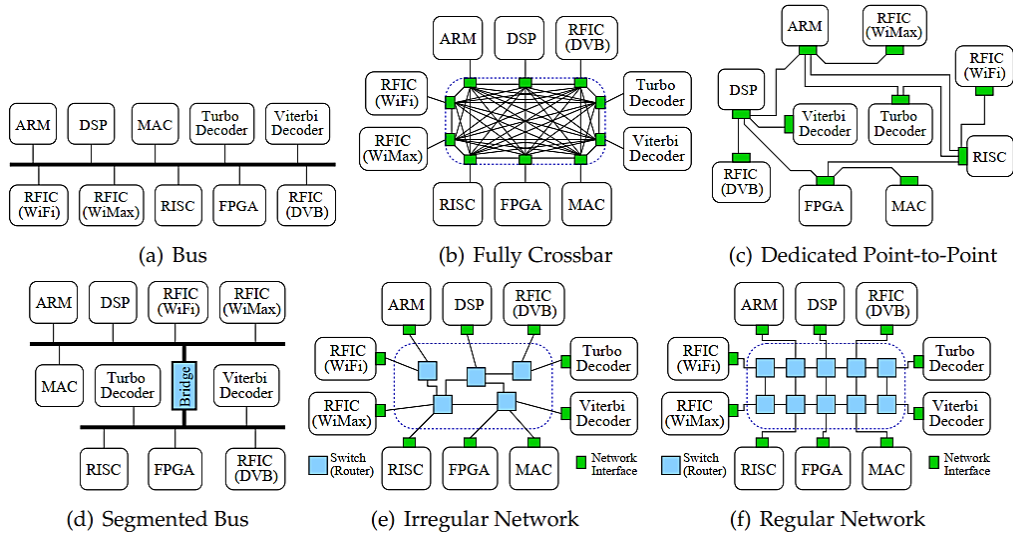 ARM
DSP
MAC
Turbo
Decoder
Viterbi
Decoder
RFIC
(WiFi)
RFIC
(WiMax)
RISC
FPGA
RFIC
(DVB)
(a) Bus
ARM
DSP
RFIC
(DVB)
RFIC
(WiFi)
Turbo
Decoder
RFIC
(WiMax)
Viterbi
Decoder
RISC
FPGA
MAC
(b) Fully Crossbar
ARM
RFIC
(WiMax)
RFIC
(WiFi)
DSP
Viterbi
Decoder
Turbo
Decoder
RISC
RFIC
(DVB)
FPGA
MAC
(c) Dedicated Point-to-Point
ARM
DSP
RFIC
(WiFi)
RFIC
(WiMax)
MAC
Turbo
Decoder
Bridge
Viterbi
Decoder
RISC
FPGA
RFIC
(DVB)
(d) Segmented Bus
ARM
DSP
RFIC
(DVB)
RFIC
(WiFi)
Turbo
Decoder
RFIC
(WiMax)
Viterbi
Decoder
Switch
(Router)
RISC
FPGA
MAC
Network
Interface
(e) Irregular Network
ARM
DSP
RFIC
(DVB)
RFIC
(WiFi)
Turbo
Decoder
RFIC
(WiMax)
Viterbi
Decoder
Switch
(Router)
RISC
FPGA
MAC
Network
Interface
(f) Regular Network